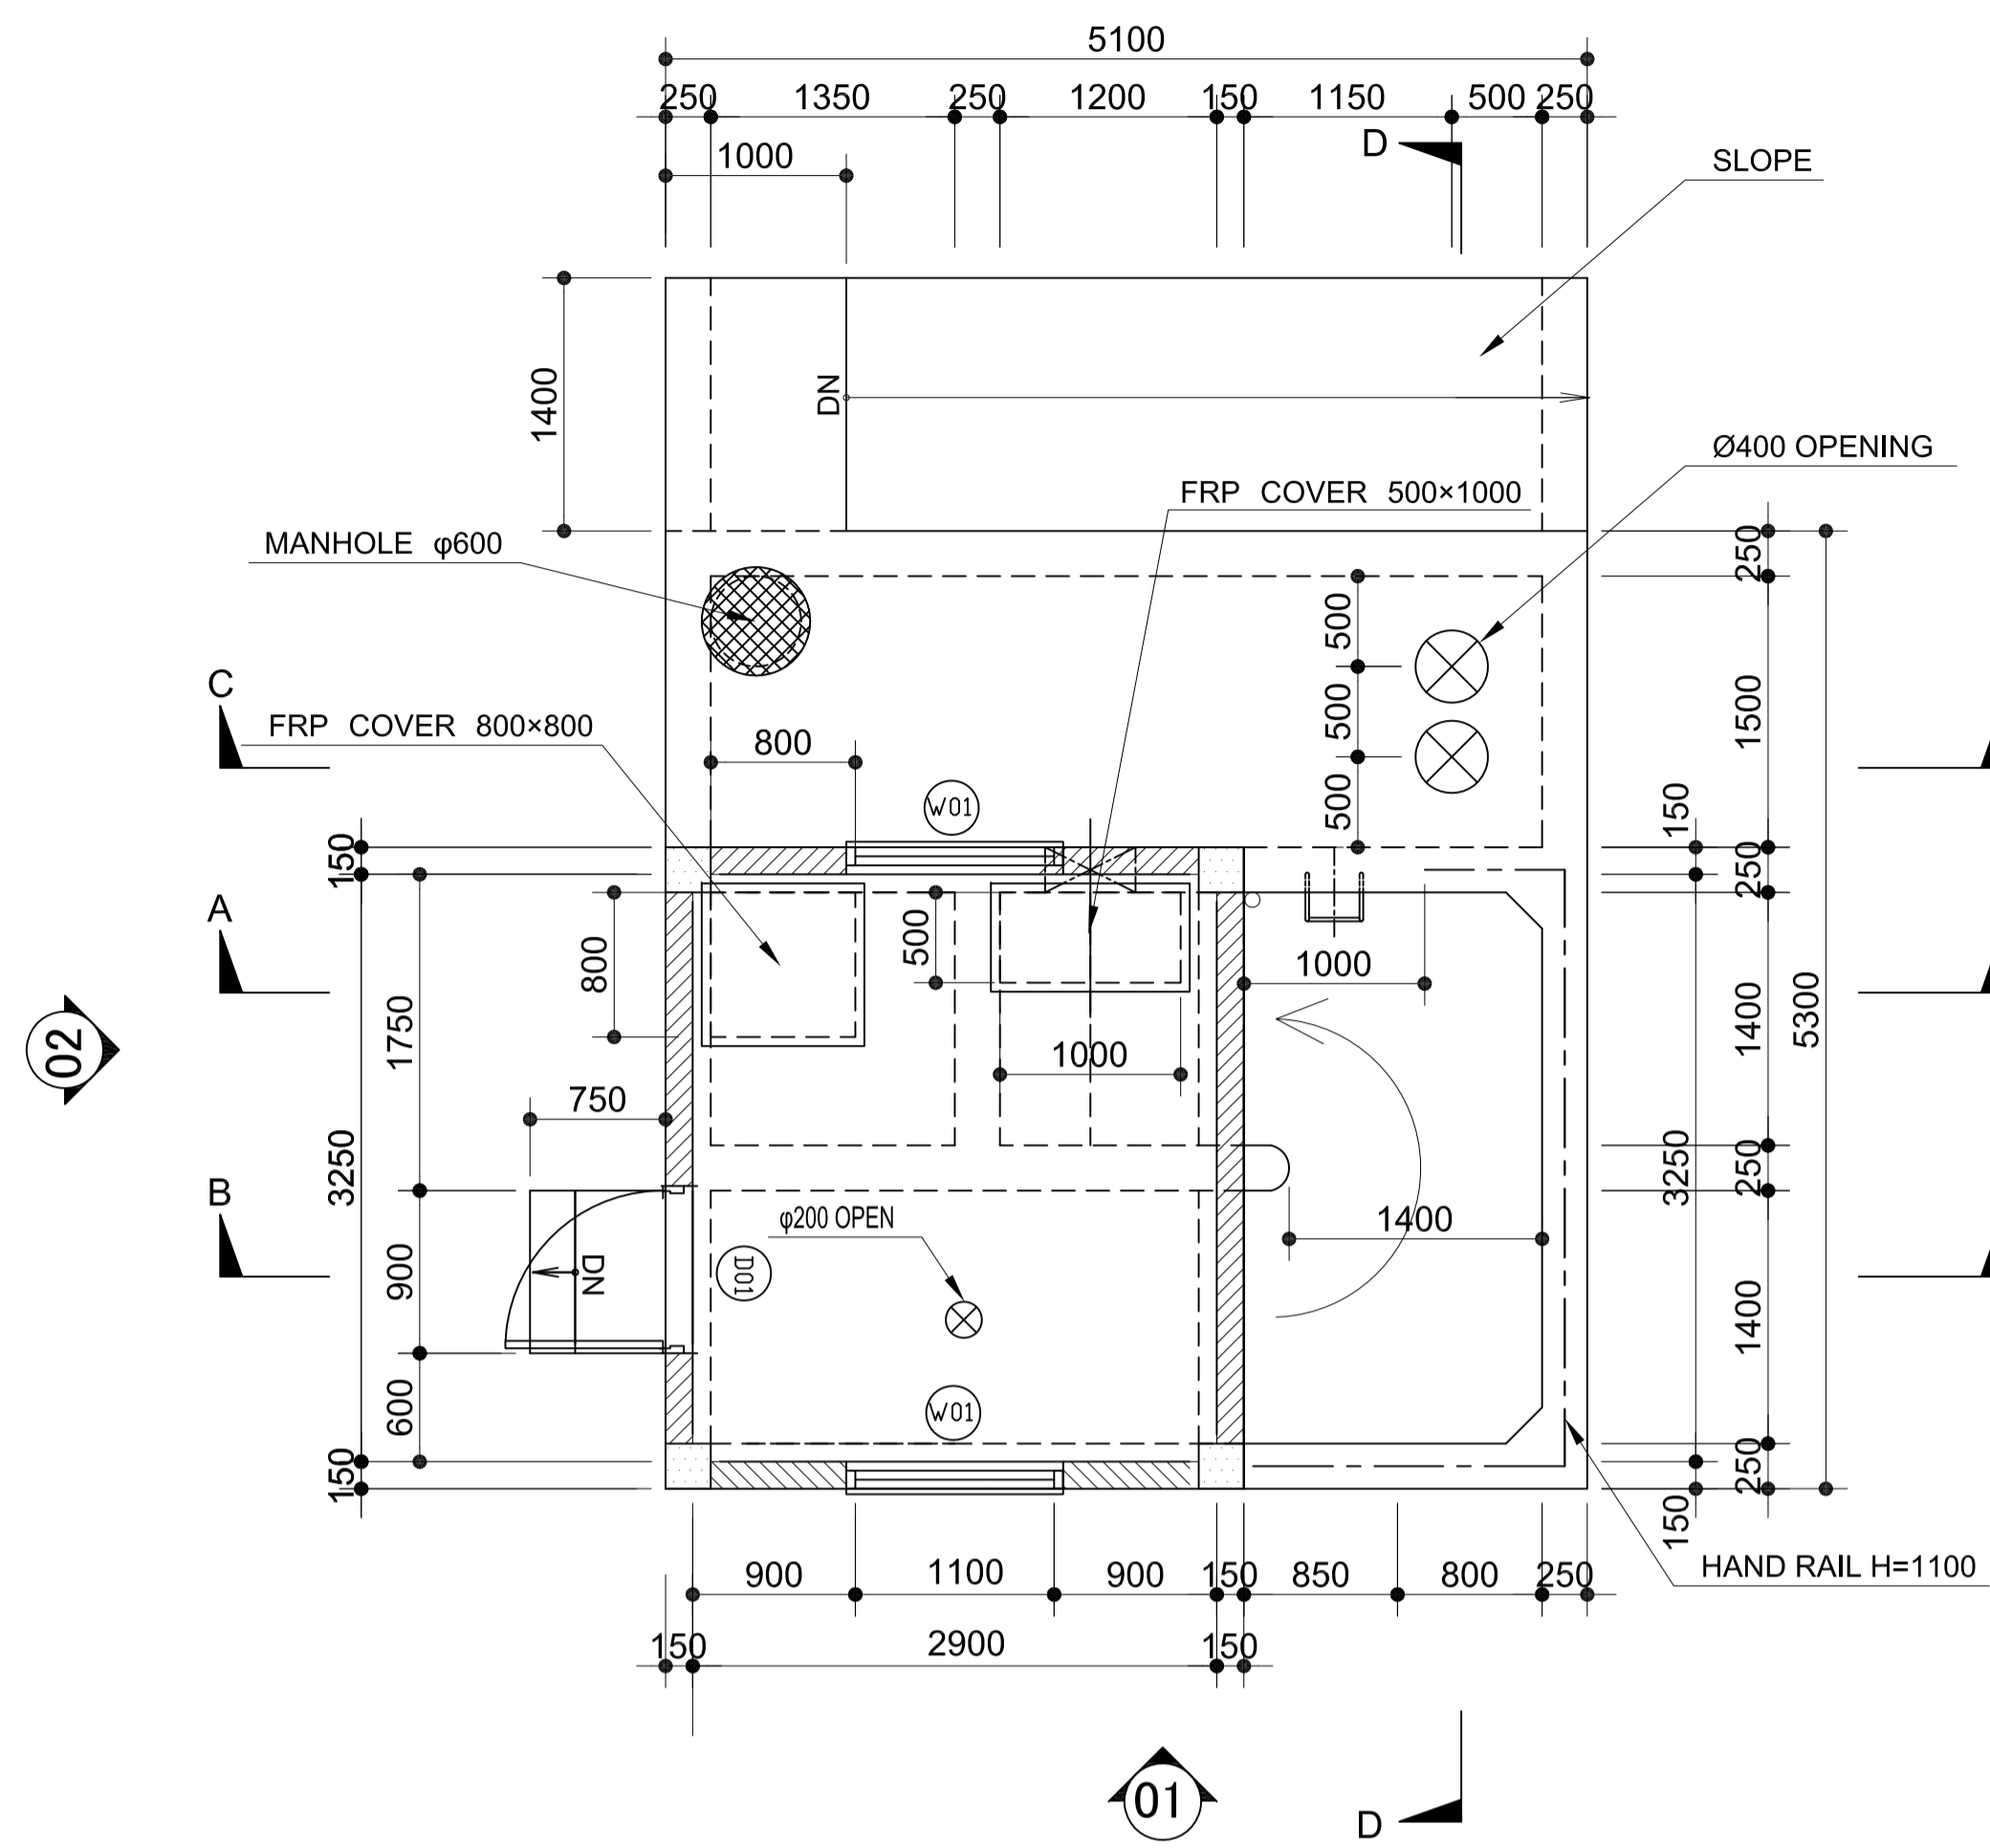 5100
250 1350 250 1200 150 1150 500 250
1000
D
SLOPE
1400
DN
Ø400 OPENING
FRP COVER 500×1000
MANHOLE φ600
250
500
C
FRP COVER 800×800
800
500
1500
W01
500
150
150
250
A
800
500
1000
1750
1400
5300
02
1000
750
3250
250
3250
B
φ200 OPEN
1400
900
DN
D01
1400
600
W01
150
250
150
HAND RAIL H=1100
900 1100 900 150 850 800 250
150 2900 150
01
D